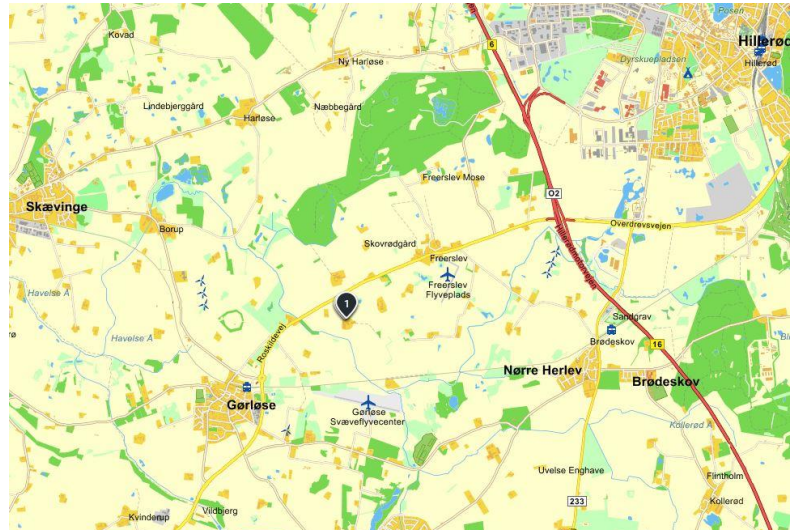 Kovad
6
Posen
Hillerød
Hillerød
Ny Harløse
Dyrskuepladsen
Lindebjerggård
Næbbegård
Harløse
Freerslev Mose
Skævinge
O2
Overdrevsvejen
Borup
Skovrødgård
Hillerødmotorvejen
Freerslev
Freerslev
Flyveplads
Havelse Å
1
Sandgrav
Roskildevej
Havelse Å
Brødeskov
16
Nørre Herlev
Brødeskov
Gørløse
Gørløse
Svæveflyvecenter
Kollerød Å
Uvelse Enghave
Flintholm
233
Kollerød
Vildbjerg
Kvinderup